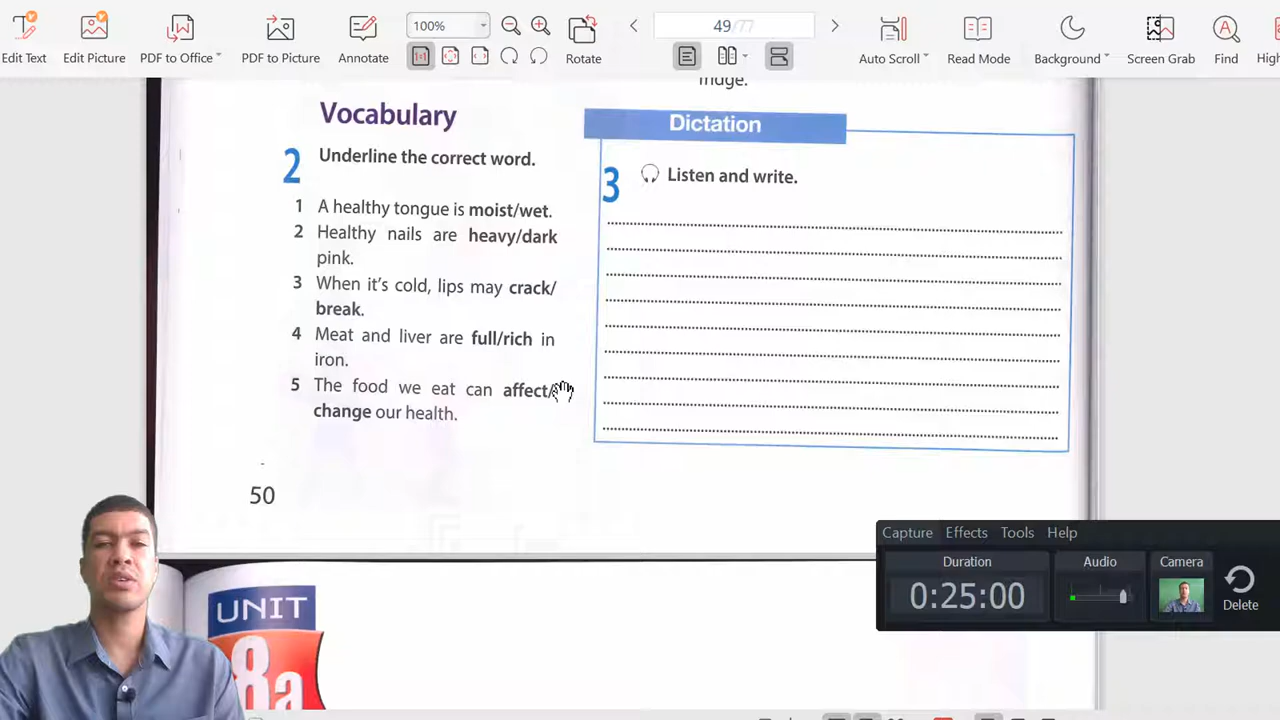 Edit Text
Edit Picture
PDF to Office
PDF to Picture
Annotate
100%
Rotate
49/77
Auto Scroll
Read Mode
Background
Screen Grab
Find
Vocabulary
2 Underline the correct word.
1 A healthy tongue is moist/wet.
2 Healthy nails are heavy/dark
pink.
3 When it's cold, lips may crack/
break.
4 Meat and liver are full/rich in
iron.
5 The food we eat can affect/
change our health.
50
Dictation
3 Listen and write.
UNIT
8a
Capture Effects Tools Help
Duration
0:25:00
Audio
Camera
Delete